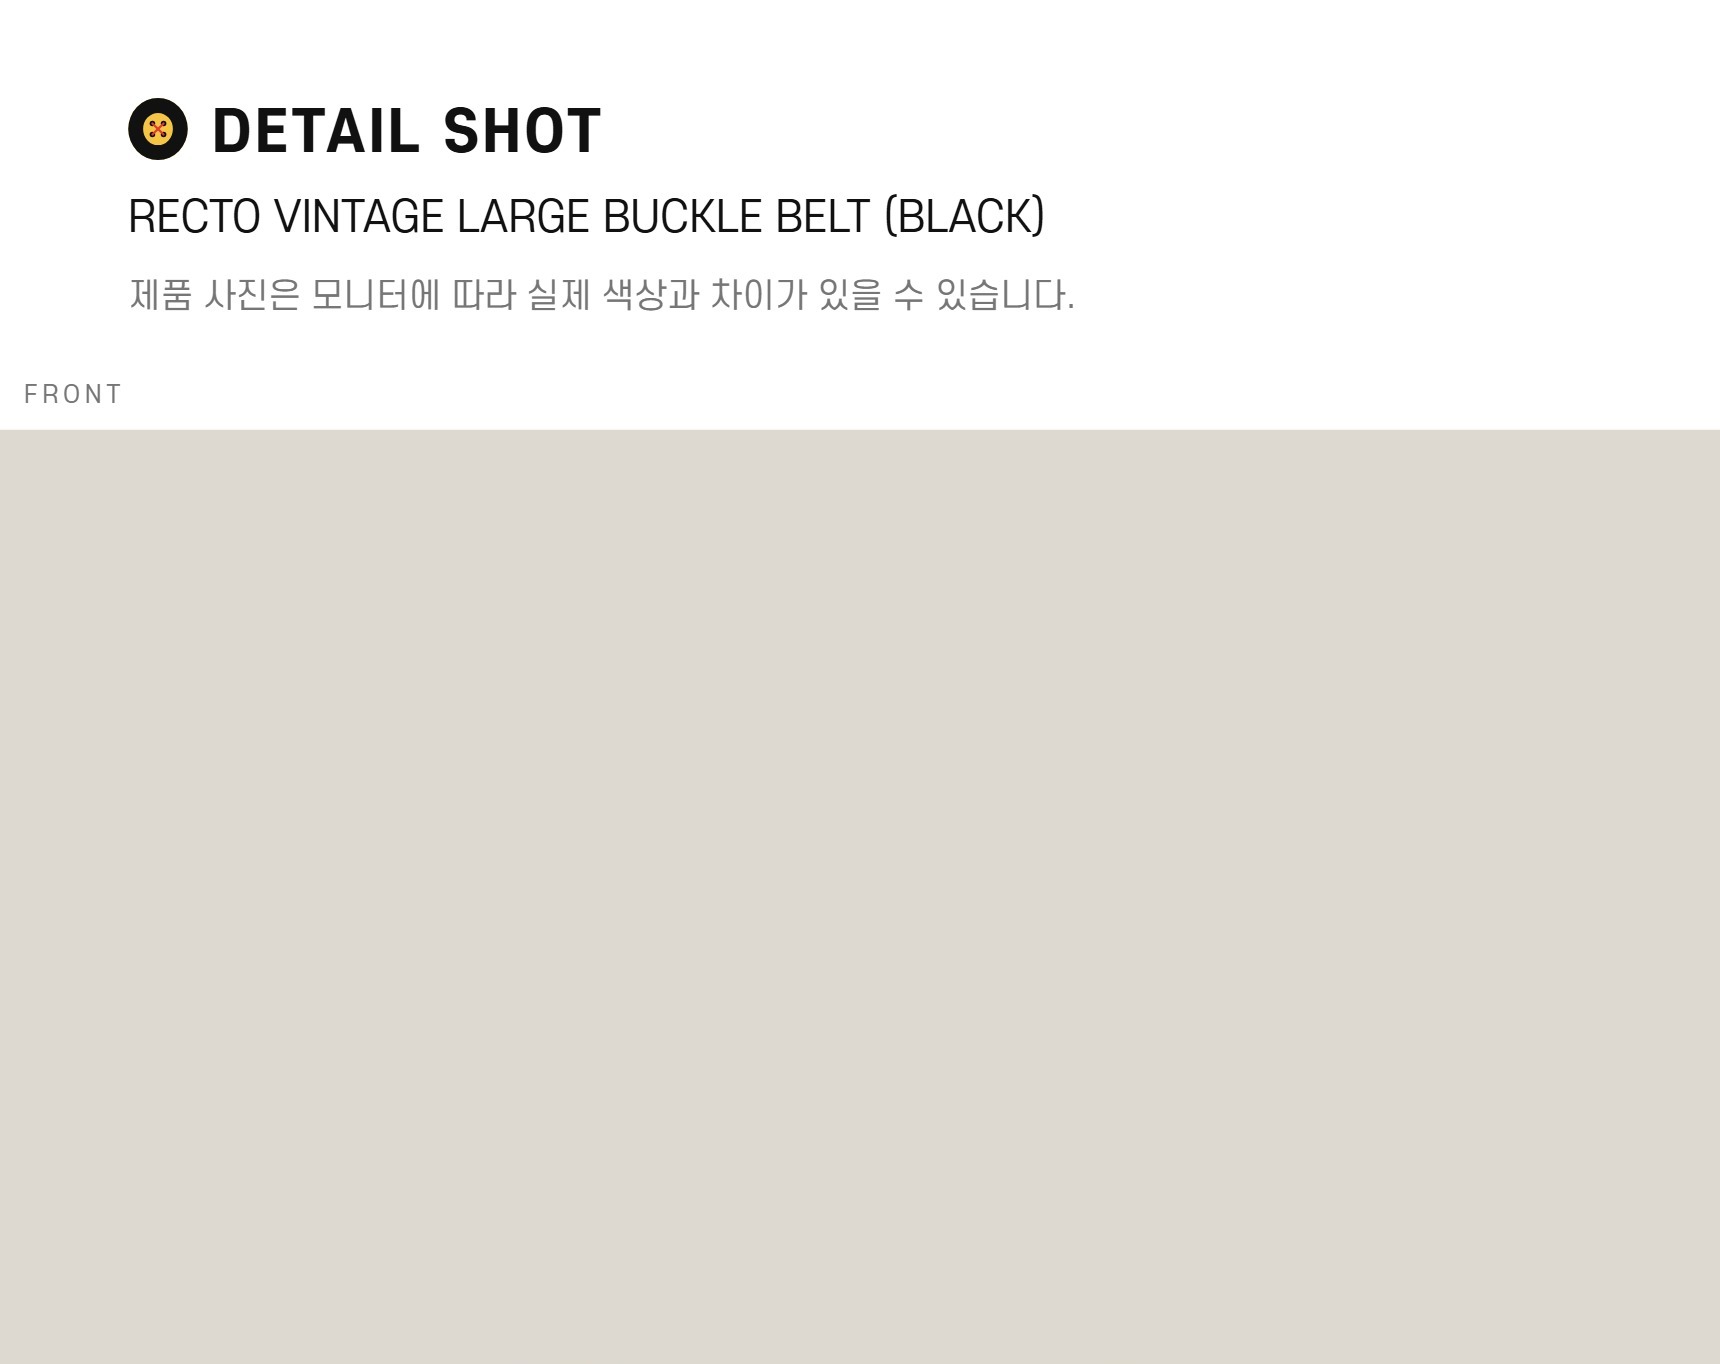 DETAIL SHOT
RECTO VINTAGE LARGE BUCKLE BELT (BLACK)
제품 사진은 모니터에 따라 실제 색상과 차이가 있을 수 있습니다.
FRONT